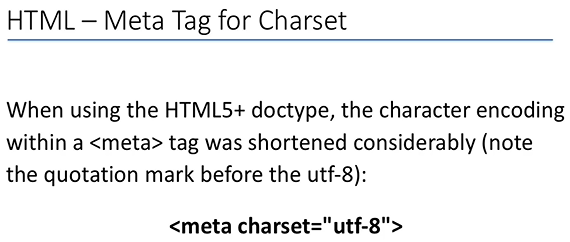 HTML – Meta Tag for Charset
When using the HTML5+ doctype, the character encoding
within a <meta> tag was shortened considerably (note
the quotation mark before the utf-8):
<meta charset="utf-8">